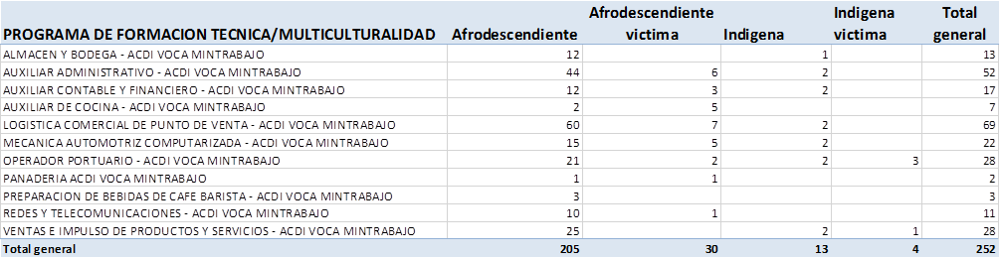 PROGRAMA DE FORMACION TECNICA/MULTICULTURALIDAD Afrodescendiente Afrodescendiente victima Indigena Indigena victima Total general
ALMACEN Y BODEGA - ACDI VOCA MINTRABAJO 12 1 13
AUXILIAR ADMINISTRATIVO - ACDI VOCA MINTRABAJO 44 6 2 52
AUXILIAR CONTABLE Y FINANCIERO - ACDI VOCA MINTRABAJO 12 3 2 17
AUXILIAR DE COCINA - ACDI VOCA MINTRABAJO 2 5 7
LOGISTICA COMERCIAL DE PUNTO DE VENTA - ACDI VOCA MINTRABAJO 60 7 2 69
MECANICA AUTOMOTRIZ COMPUTARIZADA - ACDI VOCA MINTRABAJO 15 5 2 22
OPERADOR PORTUARIO - ACDI VOCA MINTRABAJO 21 2 2 3 28
PANADERIA ACDI VOCA MINTRABAJO 1 1 2
PREPARACION DE BEBIDAS DE CAFE BARISTA - ACDI VOCA MINTRABAJO 3 3
REDES Y TELECOMUNICACIONES - ACDI VOCA MINTRABAJO 10 1 11
VENTAS E IMPULSO DE PRODUCTOS Y SERVICIOS - ACDI VOCA MINTRABAJO 25 2 1 28
Total general 205 30 13 4 252